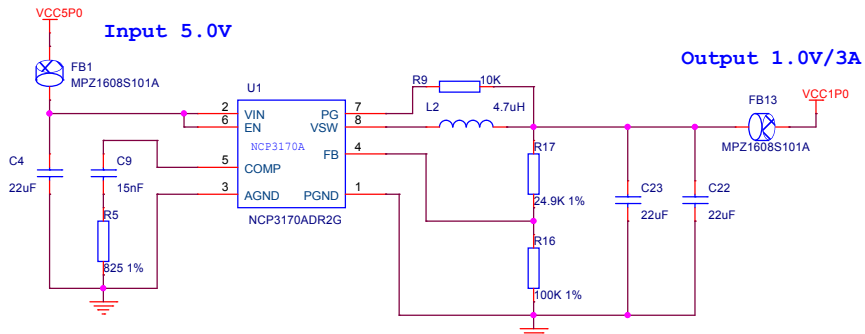 VCC5P0
Input 5.0V
Output 1.0V/3A
FB1
MPZ1608S101A
U1
R9
10K
L2
4.7uH
FB13
VCC1P0
MPZ1608S101A
2
VIN
6
EN
5
COMP
3
AGND
NCP3170A
PG
7
VSW
8
FB
4
PGND
1
NCP3170ADR2G
C4
22uF
C9
15nF
R5
825 1%
R17
24.9K 1%
R16
100K 1%
C23
22uF
C22
22uF